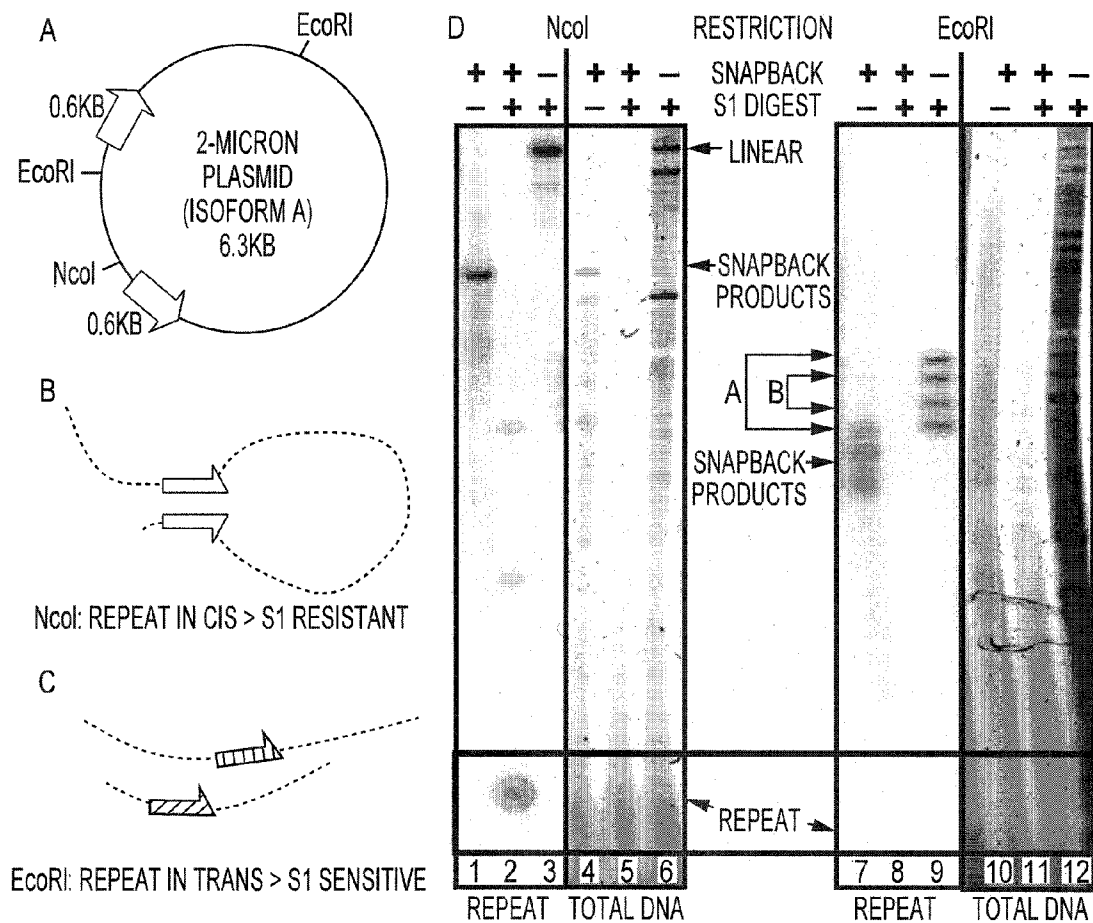 A
EcoRI
0.6KB
EcoRI
2-MICRON
PLASMID
(ISOFORM A)
6.3KB
NcoI
0.6KB
B
NcoI: REPEAT IN CIS > S1 RESISTANT
C
EcoRI: REPEAT IN TRANS > S1 SENSITIVE
D
NcoI RESTRICTION EcoRI
+ + − + + − SNAPBACK + + − + + −
− + + − + + S1 DIGEST − + + − + +
LINEAR
SNAPBACK
PRODUCTS
A B
SNAPBACK
PRODUCTS
REPEAT
1 2 3 4 5 6 7 8 9 10 11 12
REPEAT TOTAL DNA REPEAT TOTAL DNA